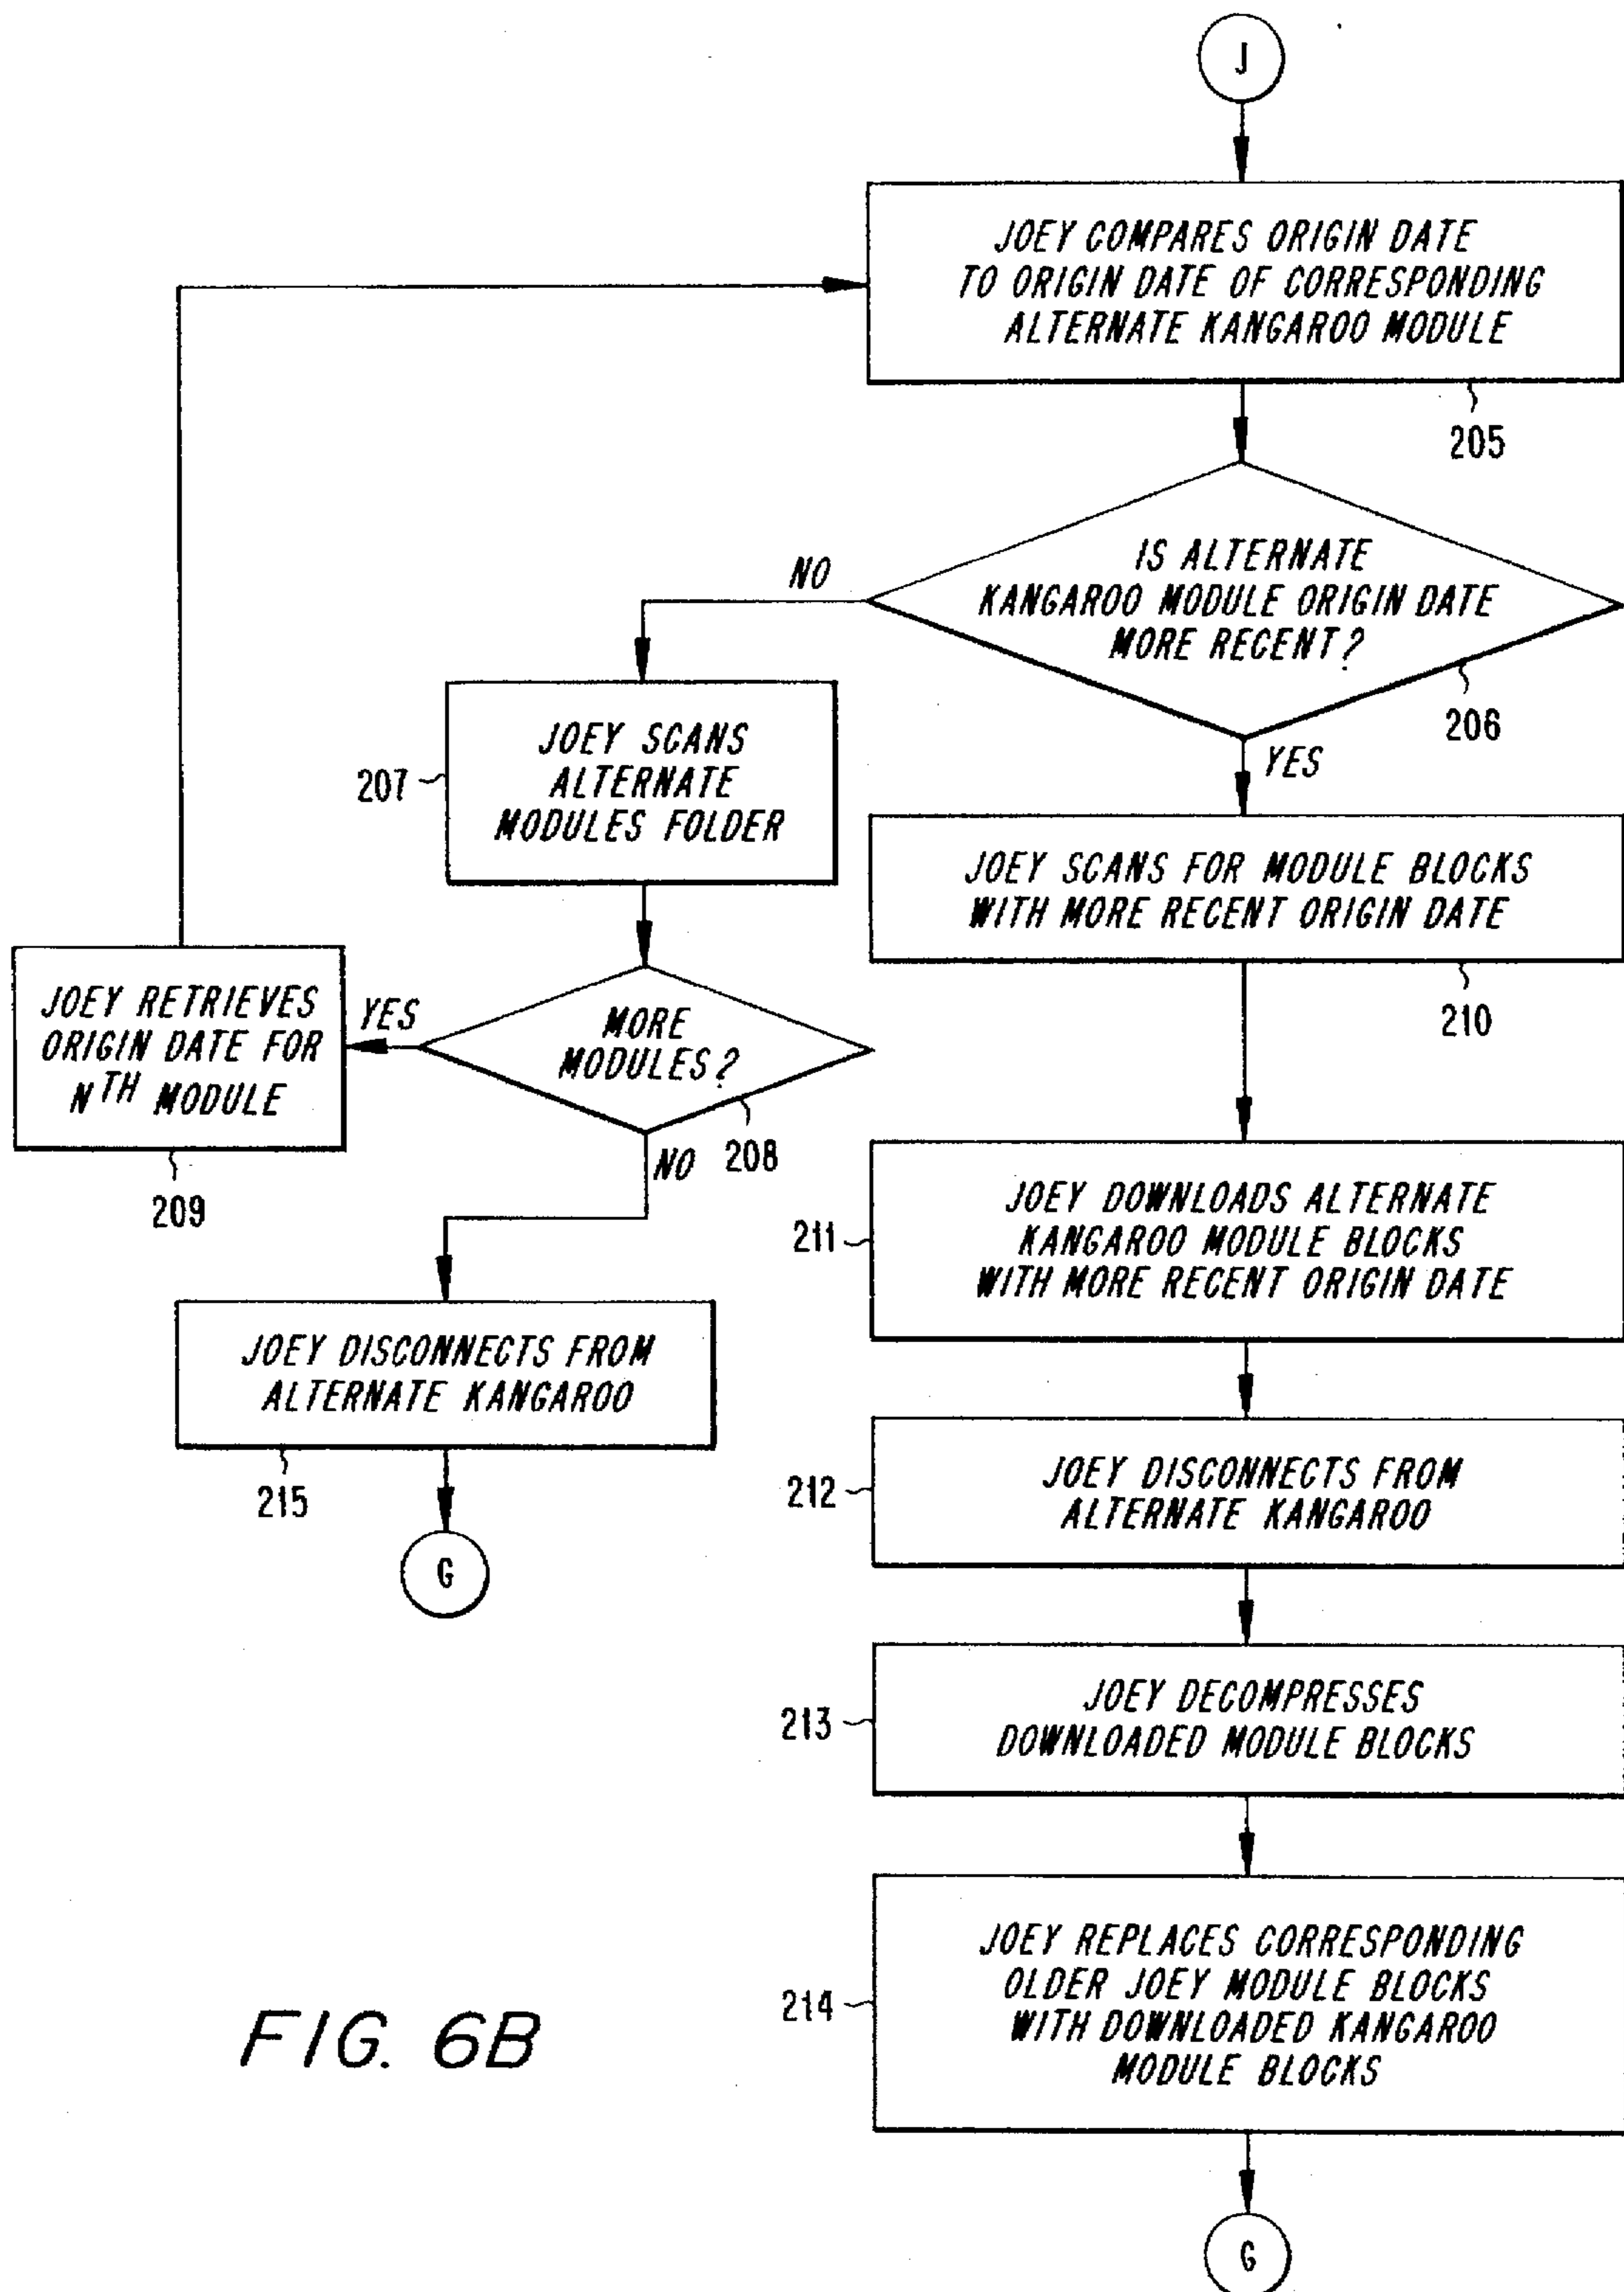 J
JOEY COMPARES ORIGIN DATE
TO ORIGIN DATE OF CORRESPONDING
ALTERNATE KANGAROO MODULE
205
IS ALTERNATE
KANGAROO MODULE ORIGIN DATE
MORE RECENT?
206
NO
YES
JOEY SCANS
ALTERNATE
MODULES FOLDER
207
MORE
MODULES?
208
YES
NO
JOEY RETRIEVES
ORIGIN DATE FOR
NTH MODULE
209
JOEY SCANS FOR MODULE BLOCKS
WITH MORE RECENT ORIGIN DATE
210
JOEY DOWNLOADS ALTERNATE
KANGAROO MODULE BLOCKS
WITH MORE RECENT ORIGIN DATE
211
JOEY DISCONNECTS FROM
ALTERNATE KANGAROO
215
G
JOEY DISCONNECTS FROM
ALTERNATE KANGAROO
212
JOEY DECOMPRESSES
DOWNLOADED MODULE BLOCKS
213
JOEY REPLACES CORRESPONDING
OLDER JOEY MODULE BLOCKS
WITH DOWNLOADED KANGAROO
MODULE BLOCKS
214
G
FIG. 6B